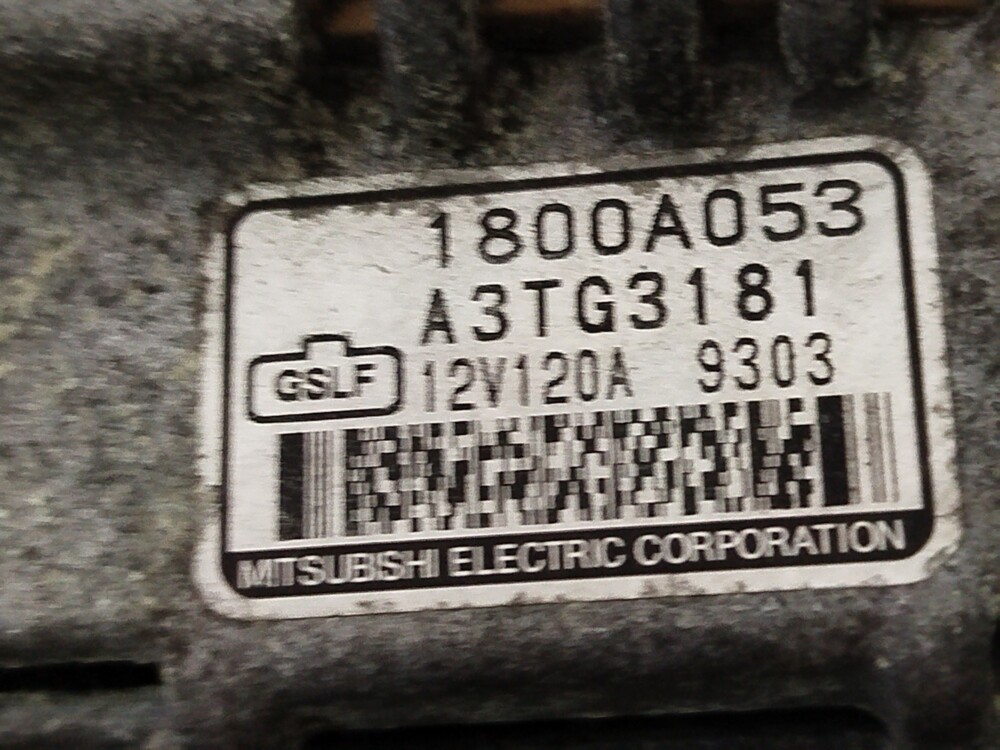 1800A053
A3TG3181
GSLF 12V120A 9303
MITSUBISHI ELECTRIC CORPORATION